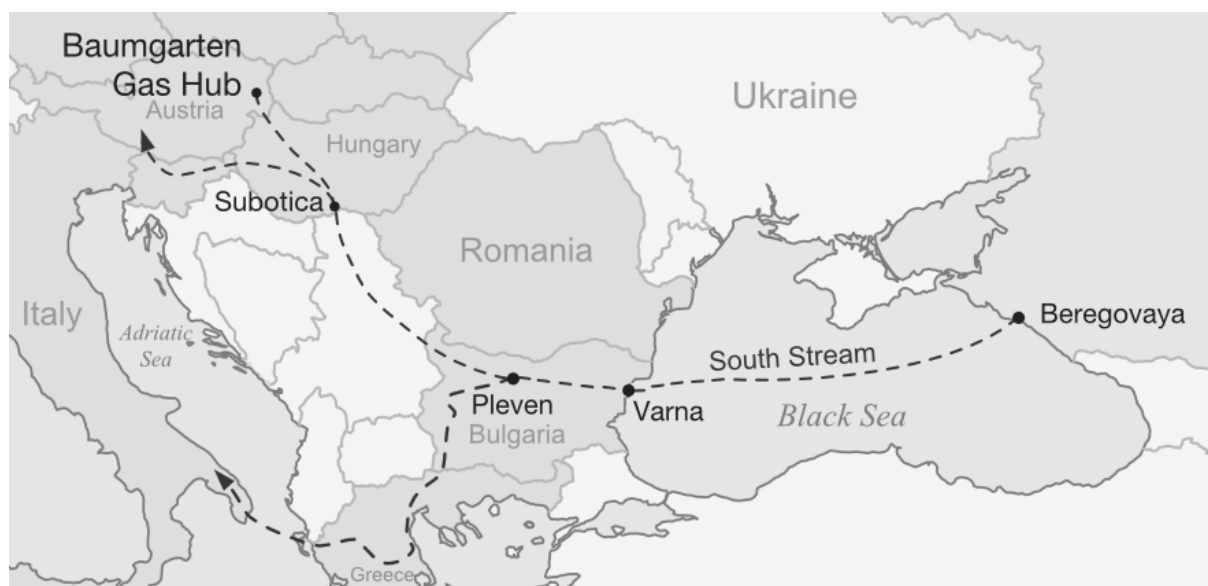 Baumgarten
Gas Hub
Austria
Ukraine
Hungary
Subotica
Romania
Italy
Adriatic
Sea
Beregovaya
South Stream
Pleven
Varna
Black Sea
Bulgaria
Greece